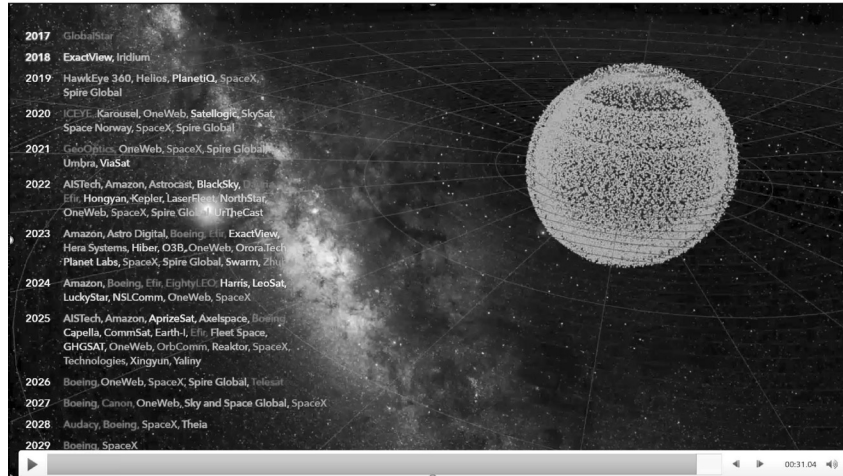 2017 GlobalStar
2018 ExactView, Iridium
2019 HawkEye 360, Helios, PlanetiQ, SpaceX,
Spire Global
2020 ICEYE, Karousel, OneWeb, Satellogic, SkySat,
Space Norway, SpaceX, Spire Global
2021 GeoOptics, OneWeb, SpaceX, Spire Global,
Umbra, ViaSat
2022 AISTech, Amazon, Astrocast, BlackSky,
Efir, Hongyan, Kepler, LaserFleet, NorthStar,
OneWeb, SpaceX, Spire Global, UrTheCast
2023 Amazon, Astro Digital, Boeing, Efir, ExactView,
Hera Systems, Hiber, O3B, OneWeb, Orora.Tech
Planet Labs, SpaceX, Spire Global, Swarm,
2024 Amazon, Boeing, Efir, EightyLEO, Harris, LeoSat,
LuckyStar, NSLComm, OneWeb, SpaceX
2025 AISTech, Amazon, AprizeSat, Axelspace, Boeing
Capella, CommSat, Earth-I, Efir, Fleet Space,
GHGSAT, OneWeb, OrbComm, Reaktor, SpaceX,
Technologies, Xingyun, Yaliny
2026 Boeing, OneWeb, SpaceX, Spire Global, Telesat
2027 Boeing, Canon, OneWeb, Sky and Space Global, SpaceX
2028 Audacy, Boeing, SpaceX, Theia
2029 Boeing, SpaceX
00:31.04